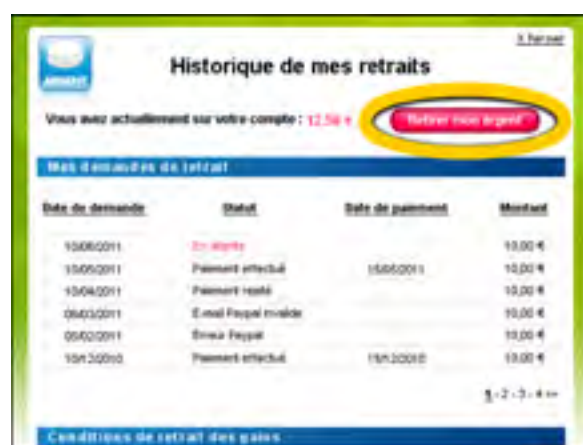 X Fermer
ARGENT
Historique de mes retraits
Vous avez actuellement sur votre compte : 12,50 €
Retirer mon argent
Mes demandes de retrait
Date de demande Statut Date de paiement Montant
10/06/2011 En attente 10,00 €
10/05/2011 Paiement effectué 15/05/2011 10,00 €
10/04/2011 Paiement rejeté 10,00 €
06/03/2011 E-mail Paypal invalide 10,00 €
05/02/2011 Erreur Paypal 10,00 €
10/12/2010 Paiement effectué 15/12/2010 10,00 €
1 - 2 - 3 - 4 »»
Conditions de retrait des gains